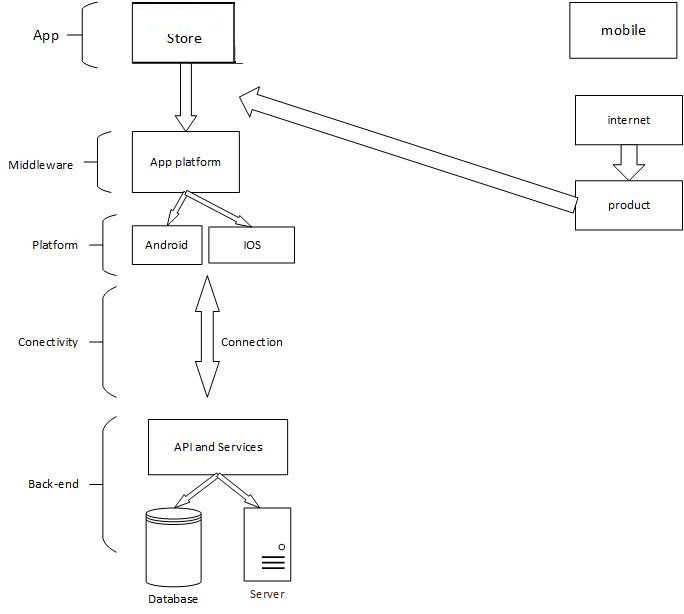 App
Store
mobile
internet
Middleware
App platform
product
Platform
Android
IOS
Conectivity
Connection
API and Services
Back-end
Database
Server